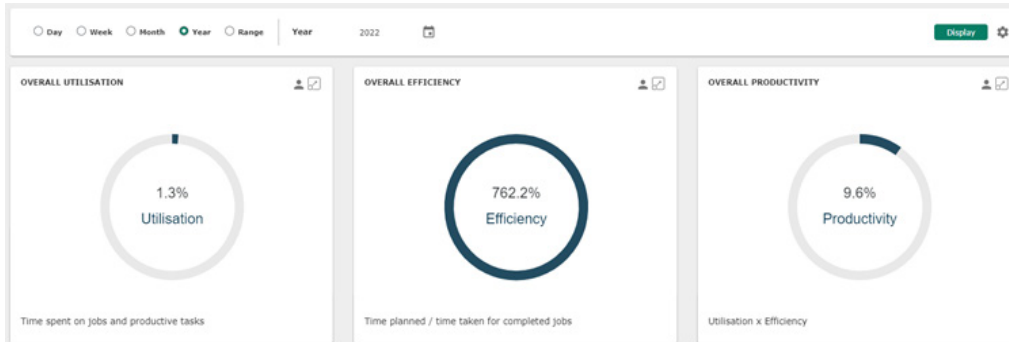 Day Week Month Year Range Year 2022 Display
OVERALL UTILISATION
1.3%
Utilisation
Time spent on jobs and productive tasks
OVERALL EFFICIENCY
762.2%
Efficiency
Time planned / time taken for completed jobs
OVERALL PRODUCTIVITY
9.6%
Productivity
Utilisation x Efficiency